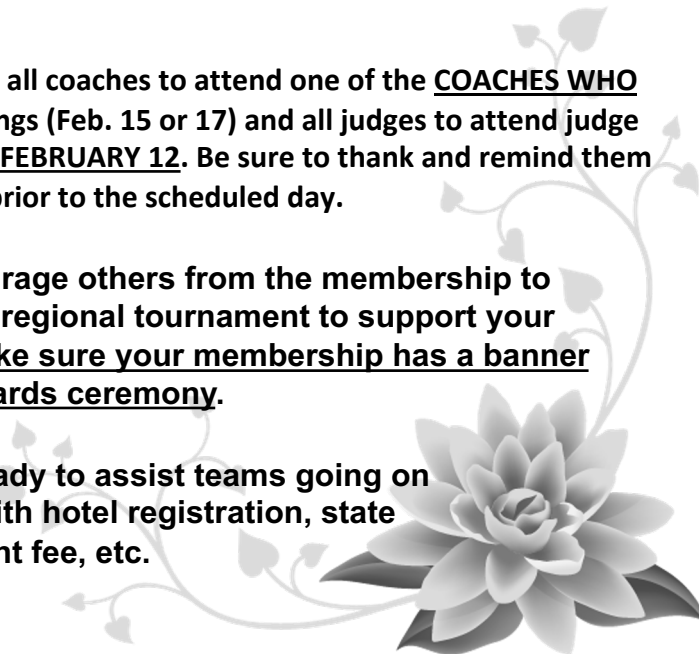 all coaches to attend one of the COACHES WHO
ngs (Feb. 15 or 17) and all judges to attend judge
FEBRUARY 12. Be sure to thank and remind them
prior to the scheduled day.
rage others from the membership to
regional tournament to support your
ke sure your membership has a banner
ards ceremony.
ady to assist teams going on
ith hotel registration, state
nt fee, etc.